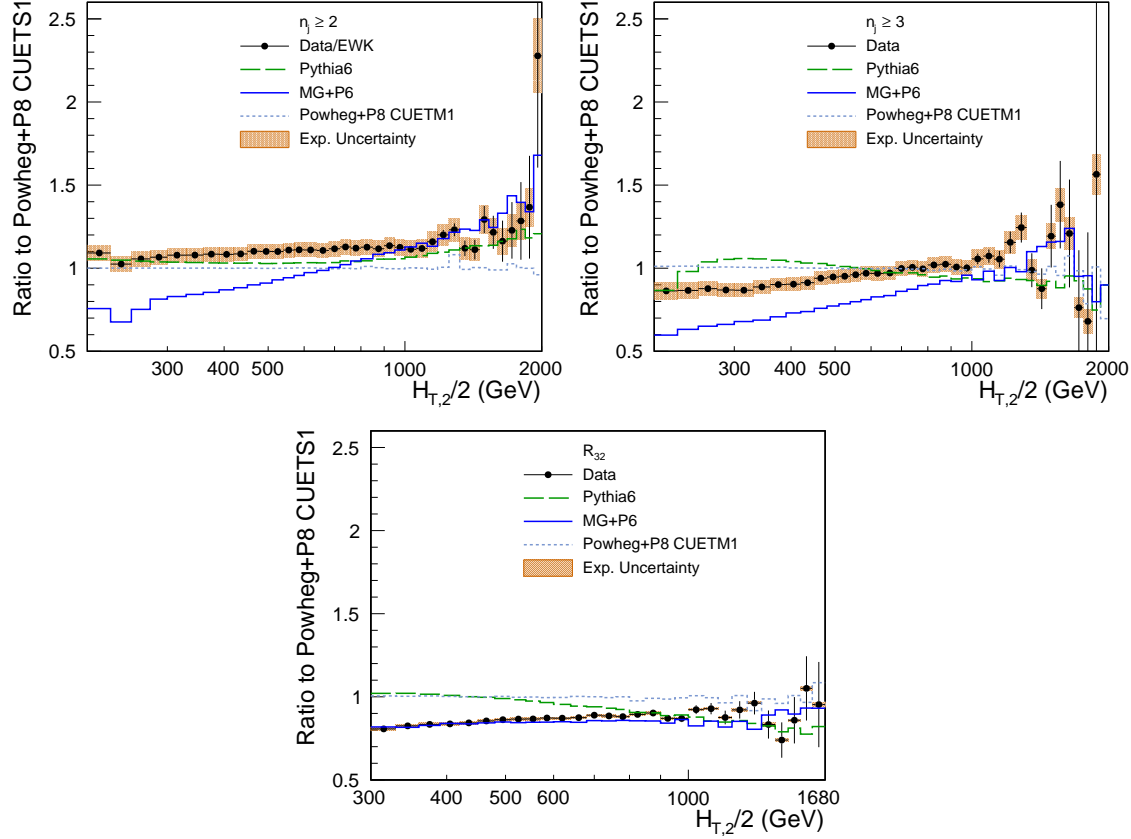 Ratio to Powheg+P8 CUETS1
2.5
2
1.5
1
0.5
n_j ≥ 2
Data/EWK
Pythia6
MG+P6
Powheg+P8 CUETM1
Exp. Uncertainty
300 400 500 1000 2000
H_T,2/2 (GeV)
Ratio to Powheg+P8 CUETS1
2.5
2
1.5
1
0.5
n_j ≥ 3
Data
Pythia6
MG+P6
Powheg+P8 CUETM1
Exp. Uncertainty
300 400 500 1000 2000
H_T,2/2 (GeV)
Ratio to Powheg+P8 CUETS1
2.5
2
1.5
1
0.5
R_32
Data
Pythia6
MG+P6
Powheg+P8 CUETM1
Exp. Uncertainty
300 400 500 600 1000 1680
H_T,2/2 (GeV)